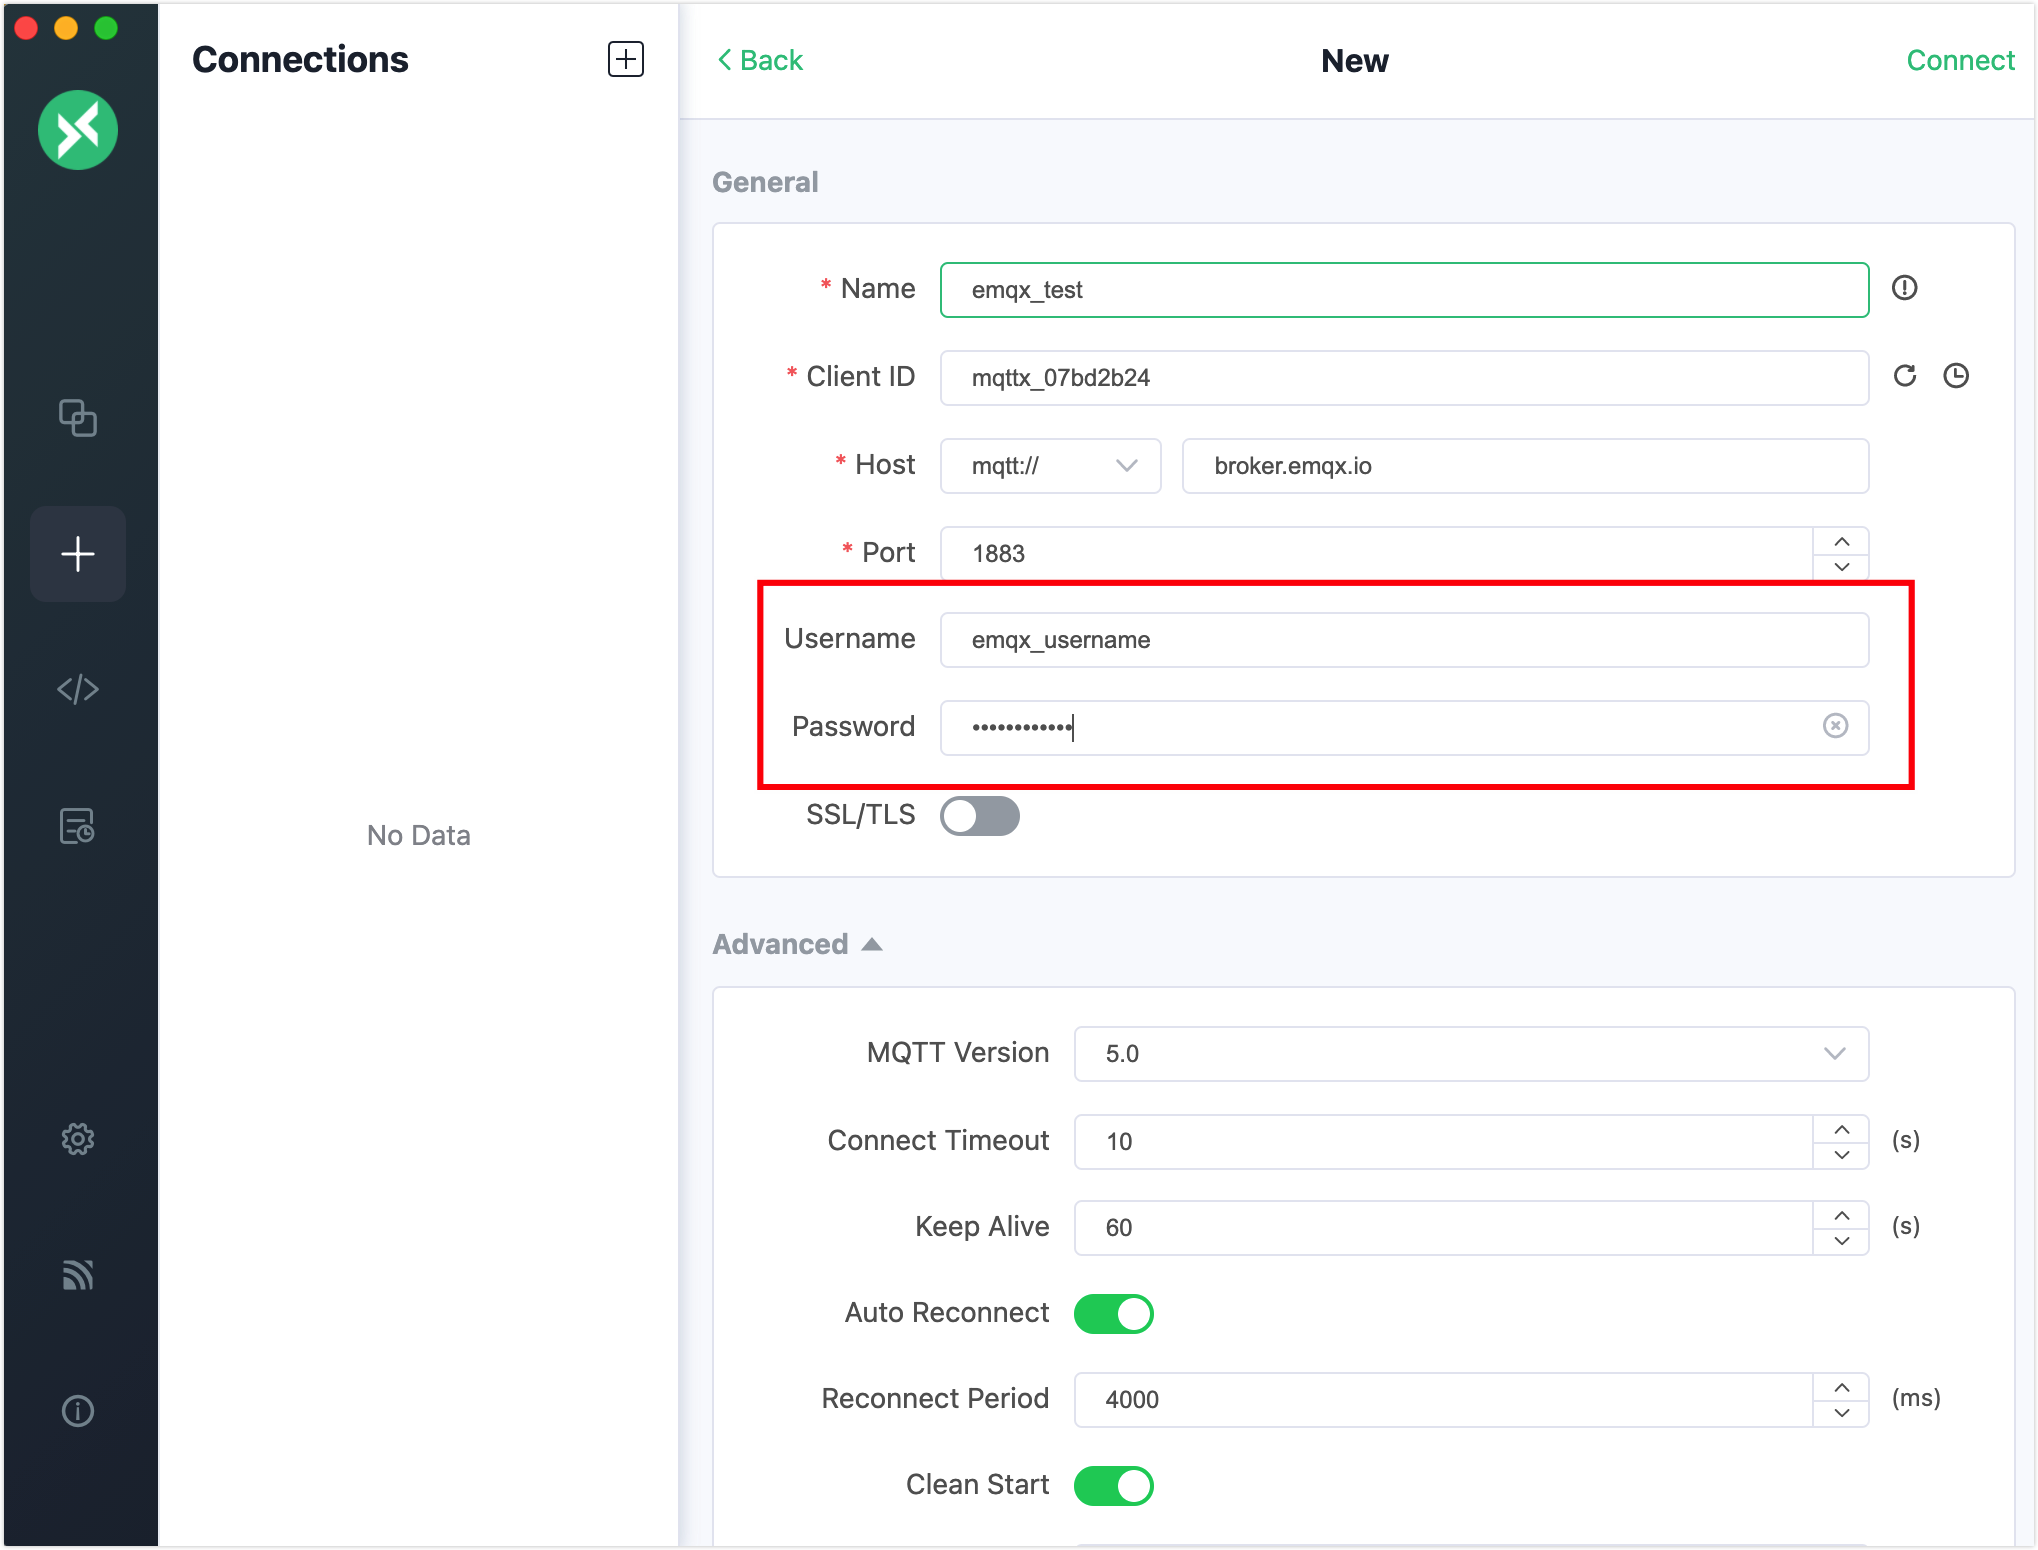 Connections
Back
New
Connect
No Data
General
* Name emqx_test
* Client ID mqttx_07bd2b24
* Host mqtt:// broker.emqx.io
* Port 1883
Username emqx_username
Password ••••••••••••
SSL/TLS
Advanced
MQTT Version 5.0
Connect Timeout 10 (s)
Keep Alive 60 (s)
Auto Reconnect
Reconnect Period 4000 (ms)
Clean Start